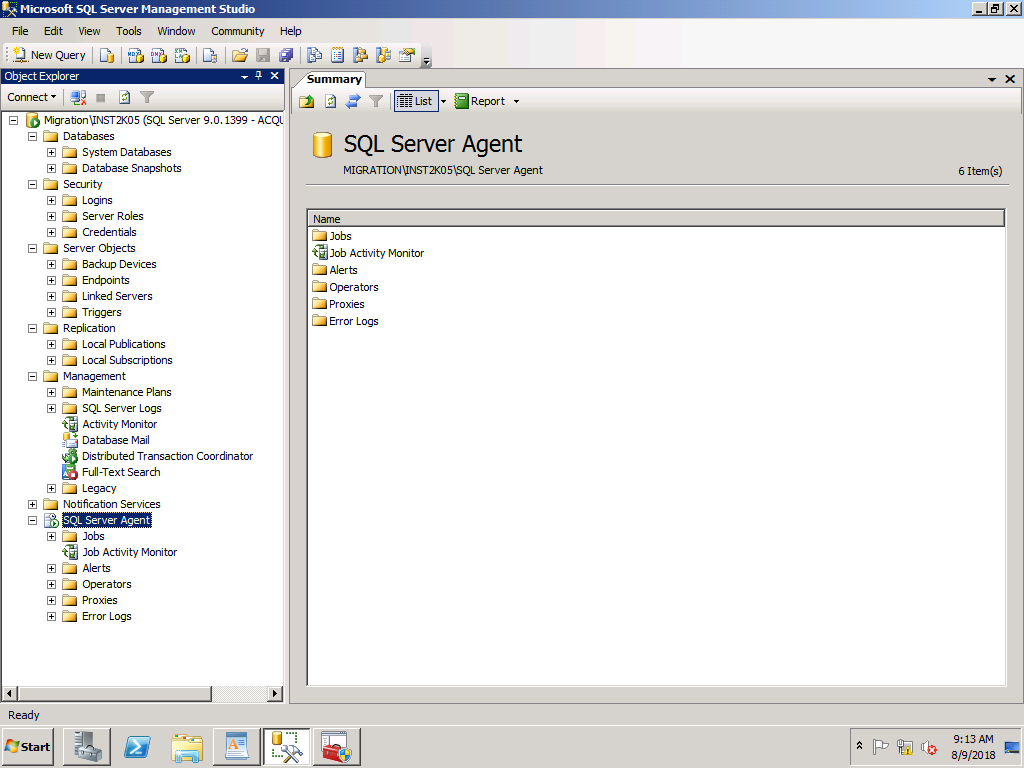 Microsoft SQL Server Management Studio
File Edit View Tools Window Community Help
New Query
Object Explorer
Connect
Migration\INST2K05 (SQL Server 9.0.1399 - ACQU
Databases
System Databases
Database Snapshots
Security
Logins
Server Roles
Credentials
Server Objects
Backup Devices
Endpoints
Linked Servers
Triggers
Replication
Local Publications
Local Subscriptions
Management
Maintenance Plans
SQL Server Logs
Activity Monitor
Database Mail
Distributed Transaction Coordinator
Full-Text Search
Legacy
Notification Services
SQL Server Agent
Jobs
Job Activity Monitor
Alerts
Operators
Proxies
Error Logs
Summary
List Report
SQL Server Agent
MIGRATION\INST2K05\SQL Server Agent
6 Item(s)
Name
Jobs
Job Activity Monitor
Alerts
Operators
Proxies
Error Logs
Ready
Start
9:13 AM
8/9/2018